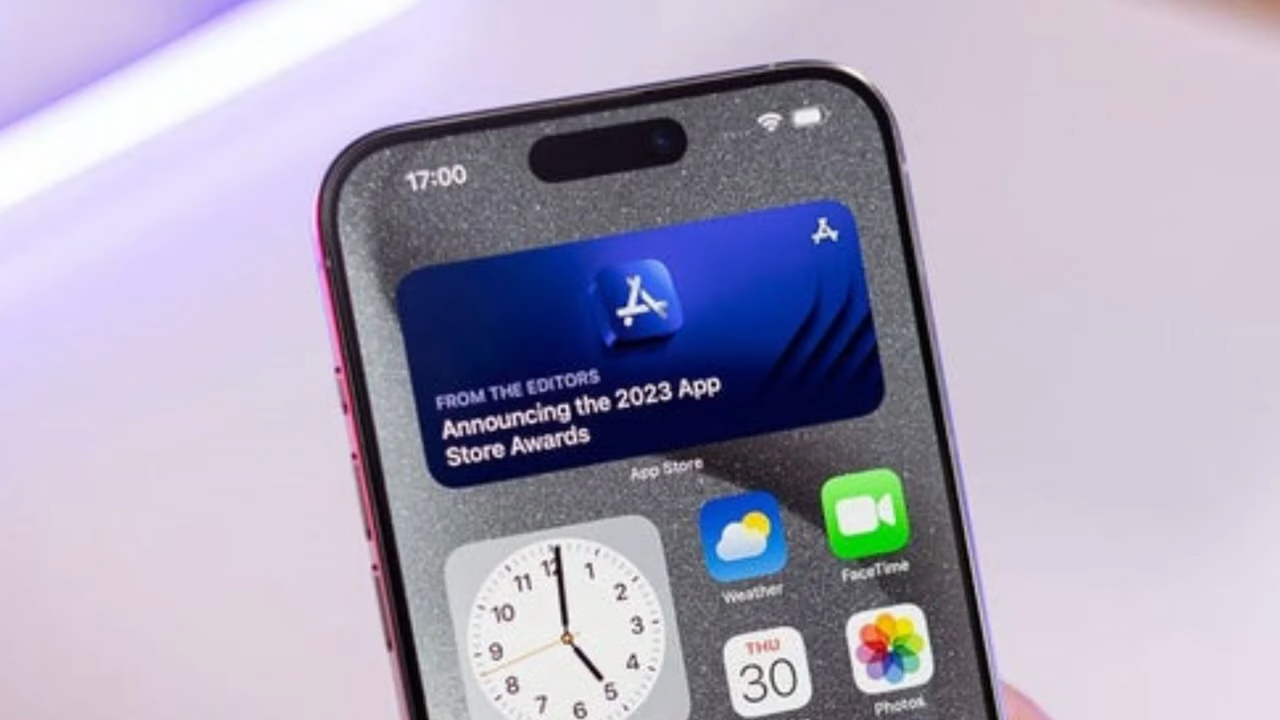 17:00
FROM THE EDITORS
Announcing the 2023 App
Store Awards
App Store
Weather
FaceTime
12
1
2
3
4
5
6
7
8
9
10
11
THU
30
Photos